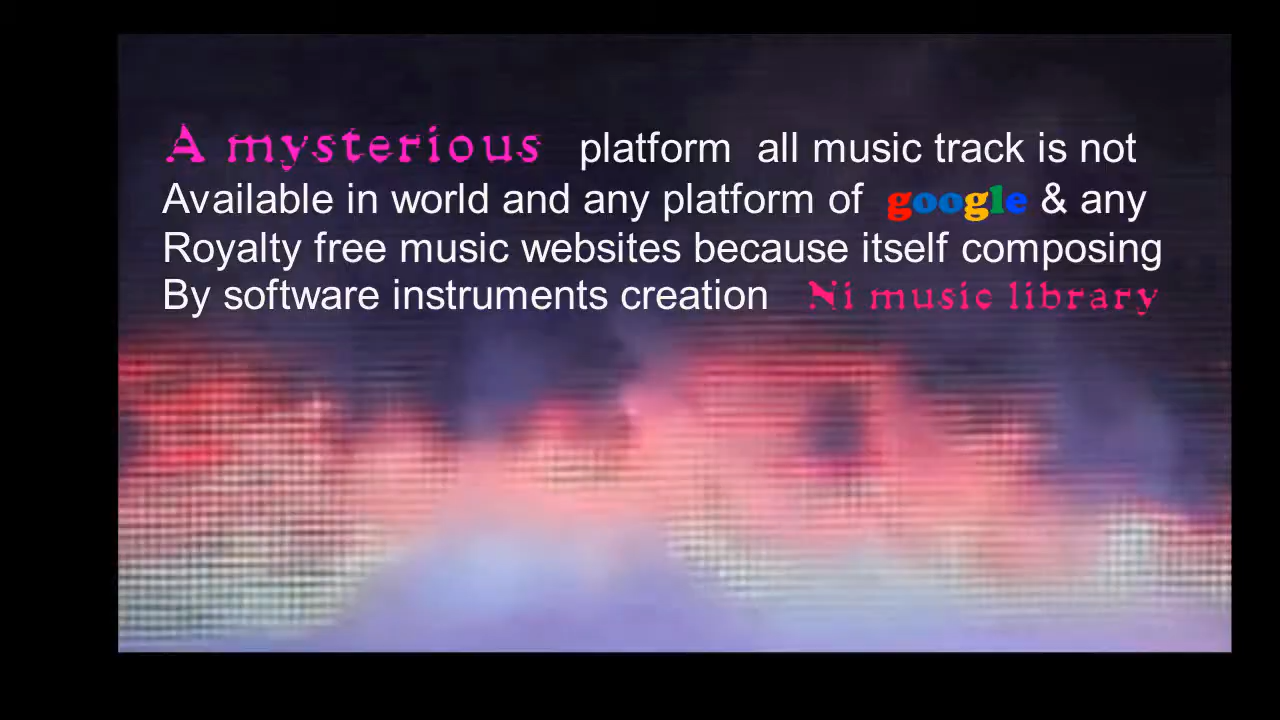 A mysterious platform all music track is not
Available in world and any platform of google & any
Royalty free music websites because itself composing
By software instruments creation Ni music library